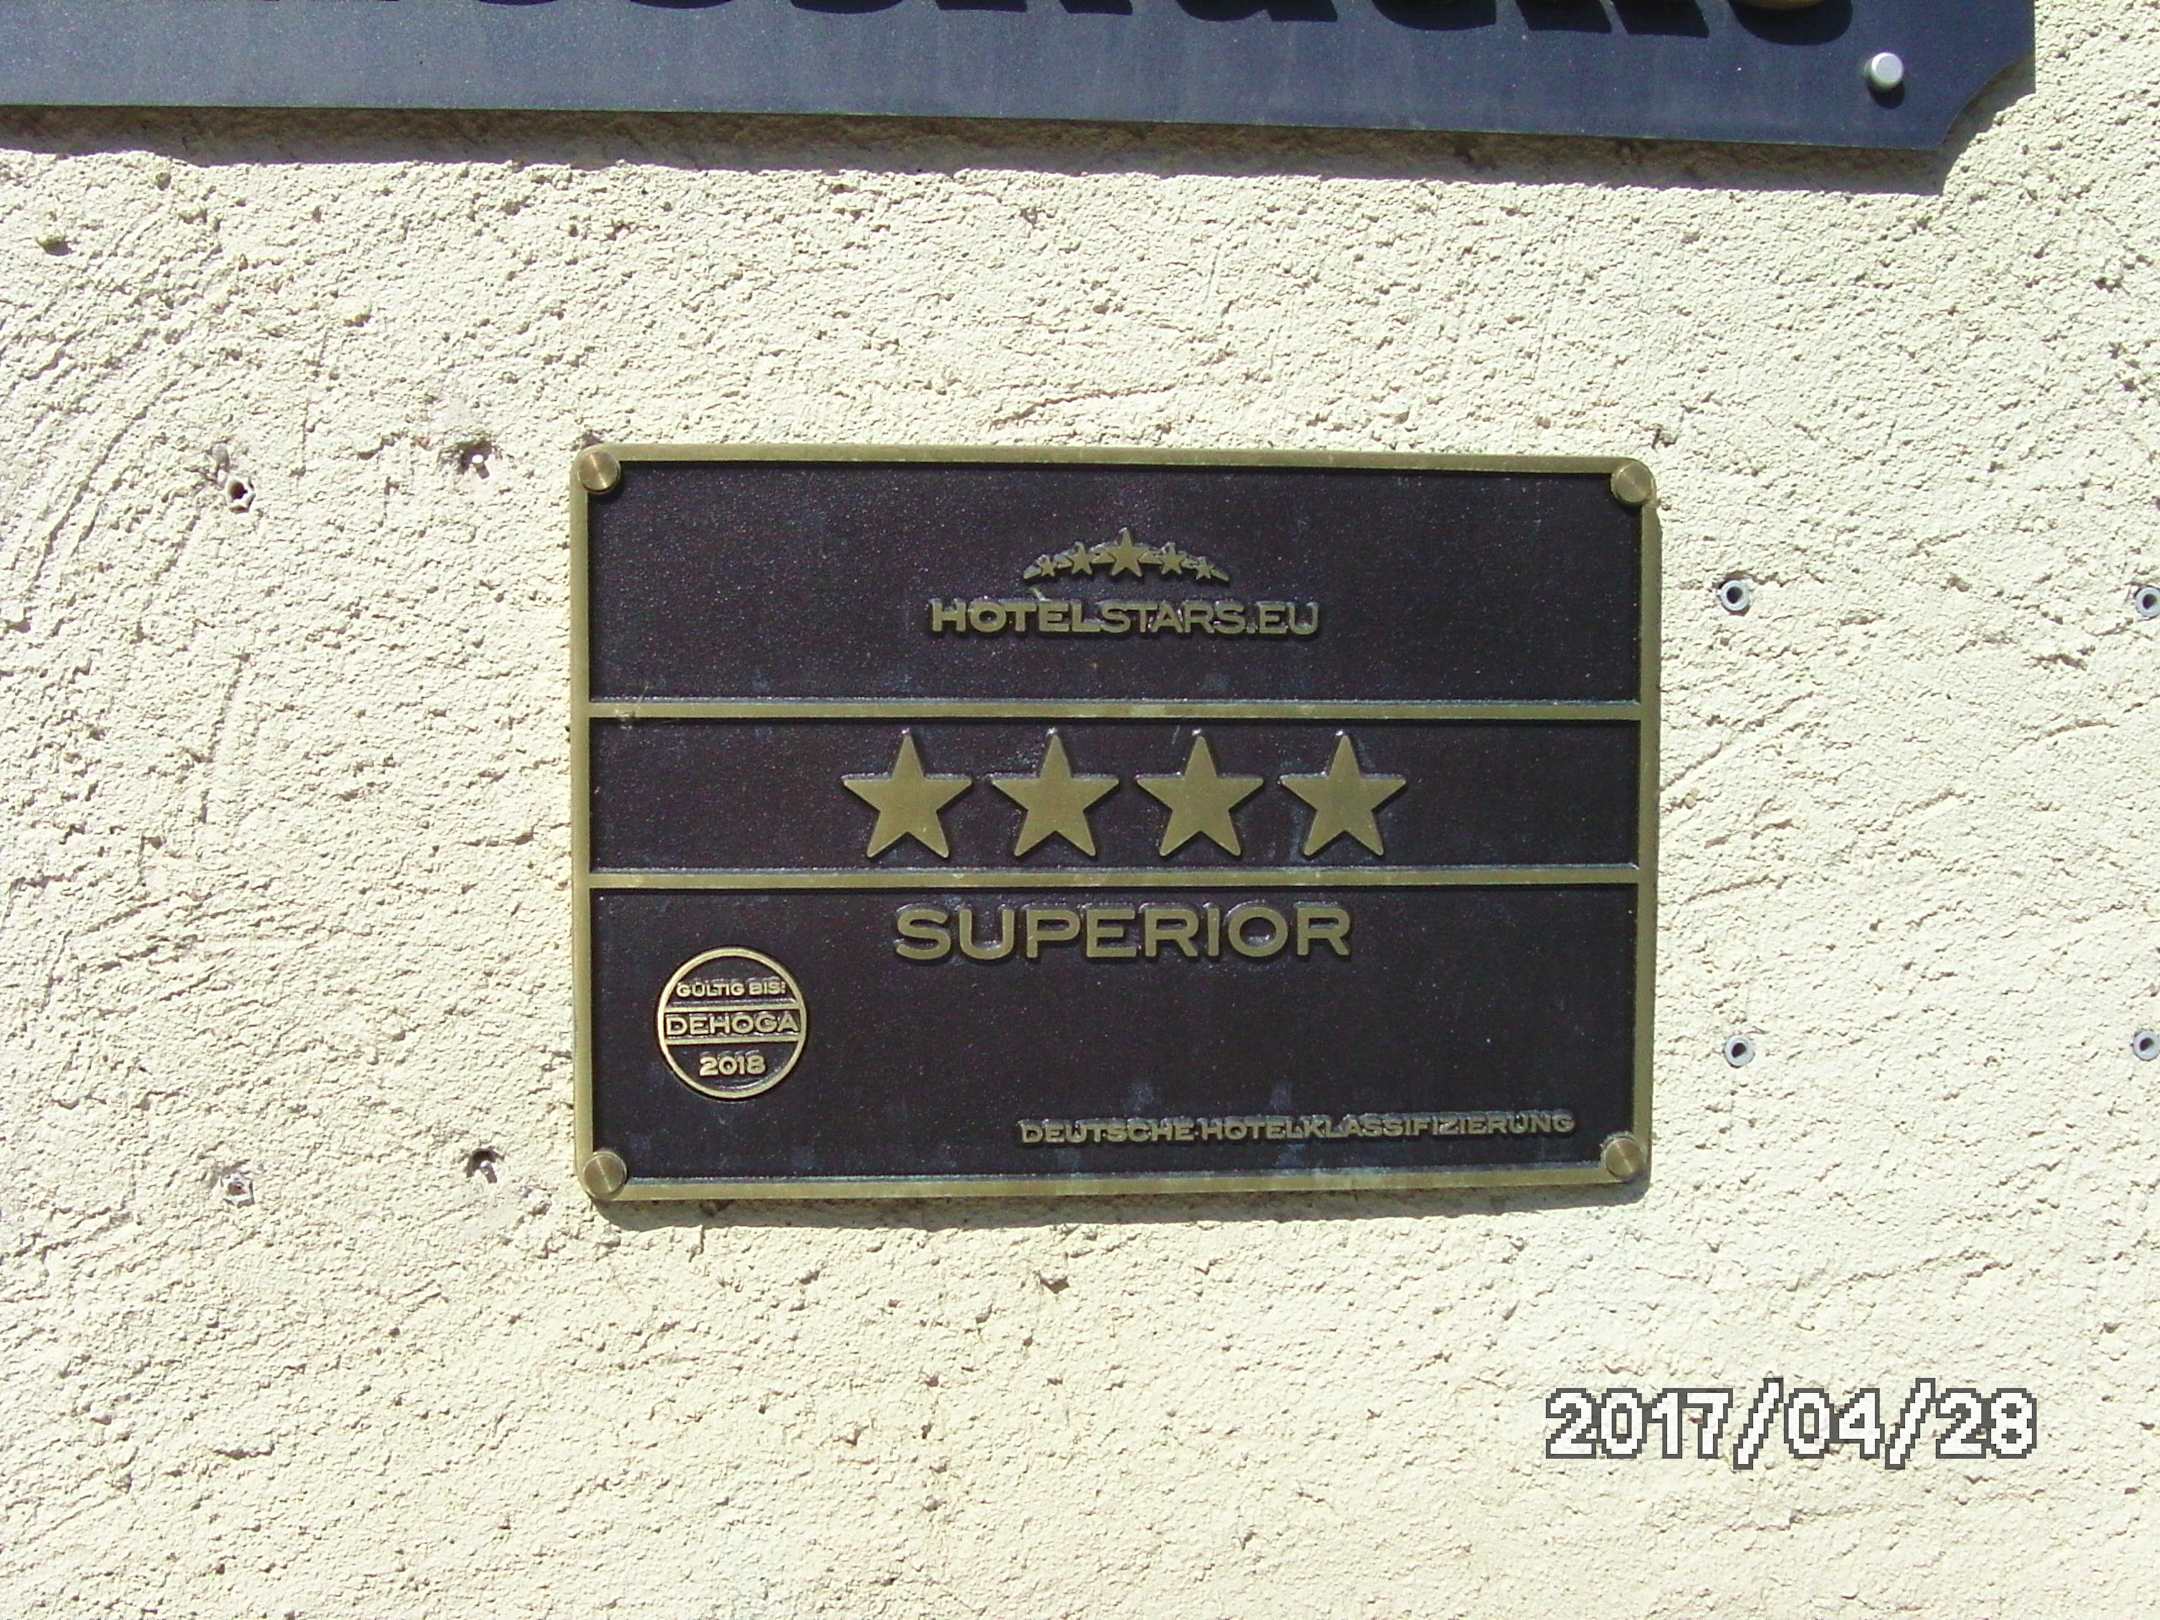 HOTELSTARS.EU
SUPERIOR
GÜLTIG BIS:
DEHOGA
2018
DEUTSCHE HOTELKLASSIFIZIERUNG
2017/04/28